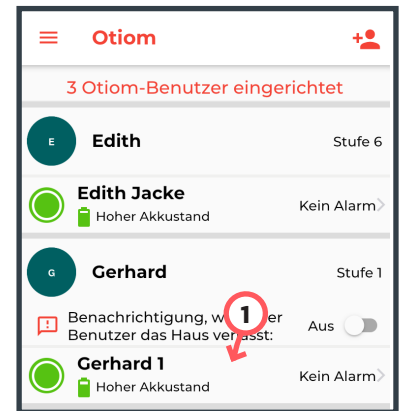 Otiom
3 Otiom-Benutzer eingerichtet
E
Edith
Stufe 6
Edith Jacke
Hoher Akkustand
Kein Alarm
G
Gerhard
Stufe 1
1
Benachrichtigung, er
Benutzer das Haus
Aus
Gerhard 1
Hoher Akkustand
Kein Alarm